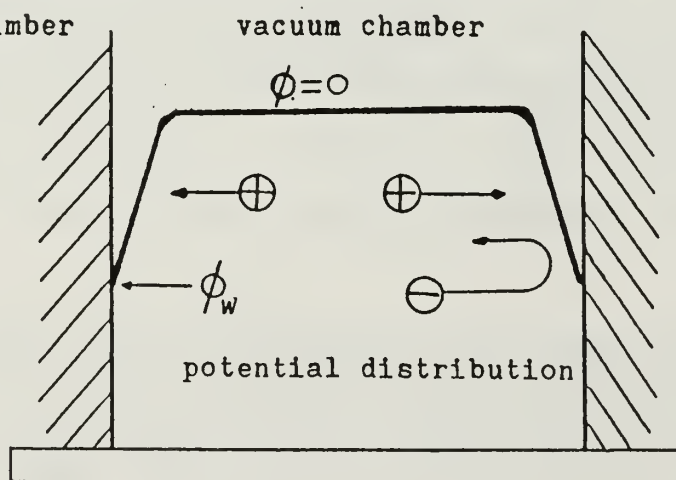 vacuum chamber
ϕ=0
ϕw
potential distribution